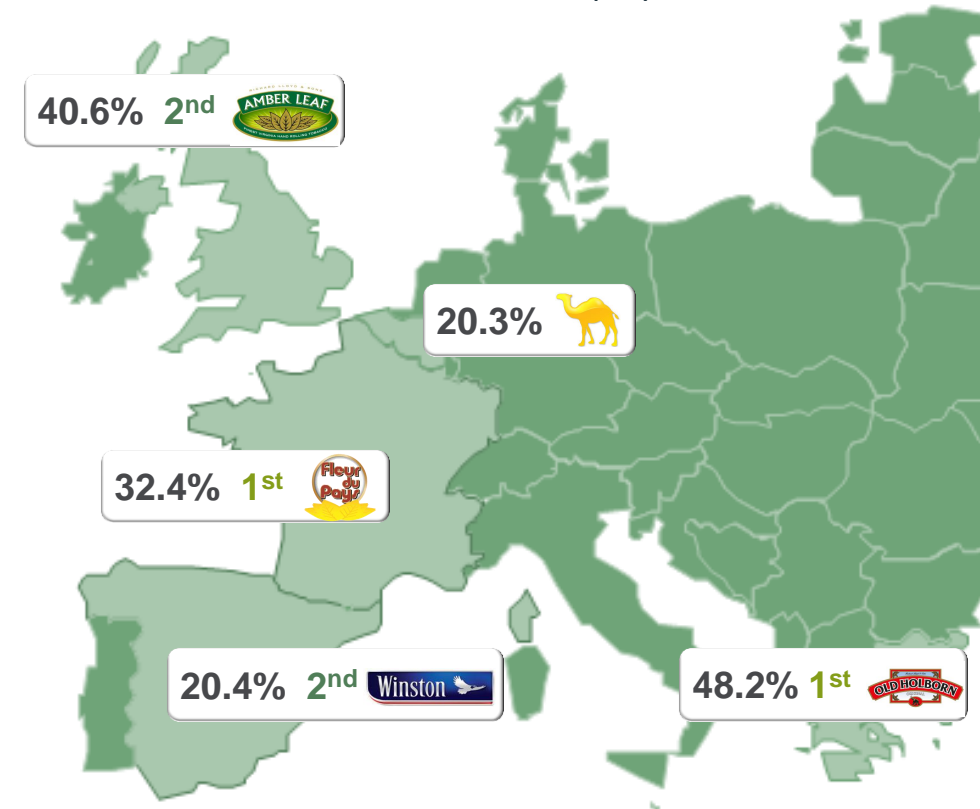 40.6% 2nd AMBER LEAF
20.3%
32.4% 1st Fleur du Pays
20.4% 2nd Winston
48.2% 1st OLD HOLBORN